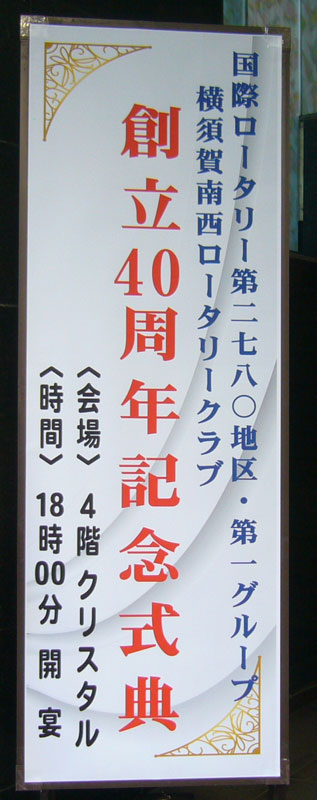 国際ロータリー第二七八〇地区・第一グループ
横須賀南西ロータリークラブ
創立40周年記念式典
〈会場〉 4階 クリスタル
〈時間〉 18時00分 開宴